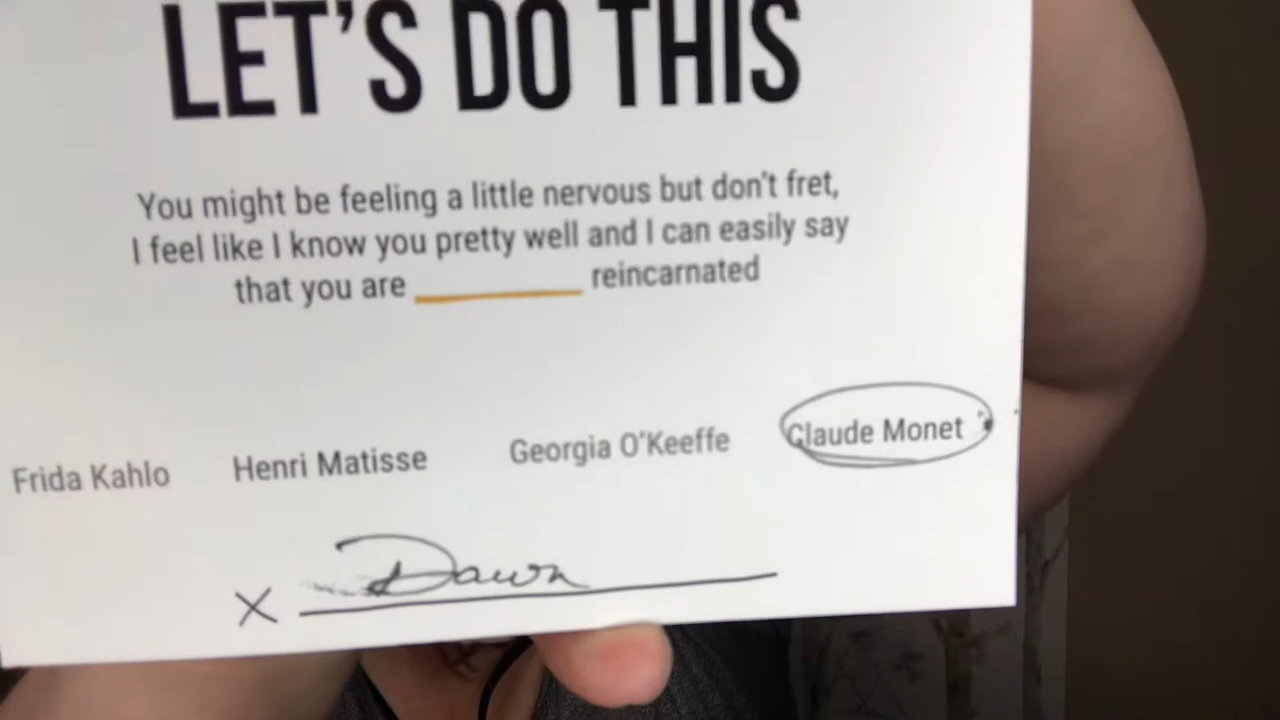 LET'S DO THIS
You might be feeling a little nervous but don't fret,
I feel like I know you pretty well and I can easily say
that you are __________ reincarnated
Frida Kahlo Henri Matisse Georgia O'Keeffe Claude Monet
X Dawn